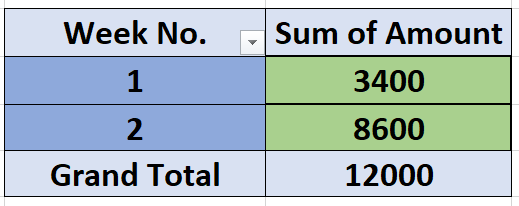 Week No. Sum of Amount
1 3400
2 8600
Grand Total 12000